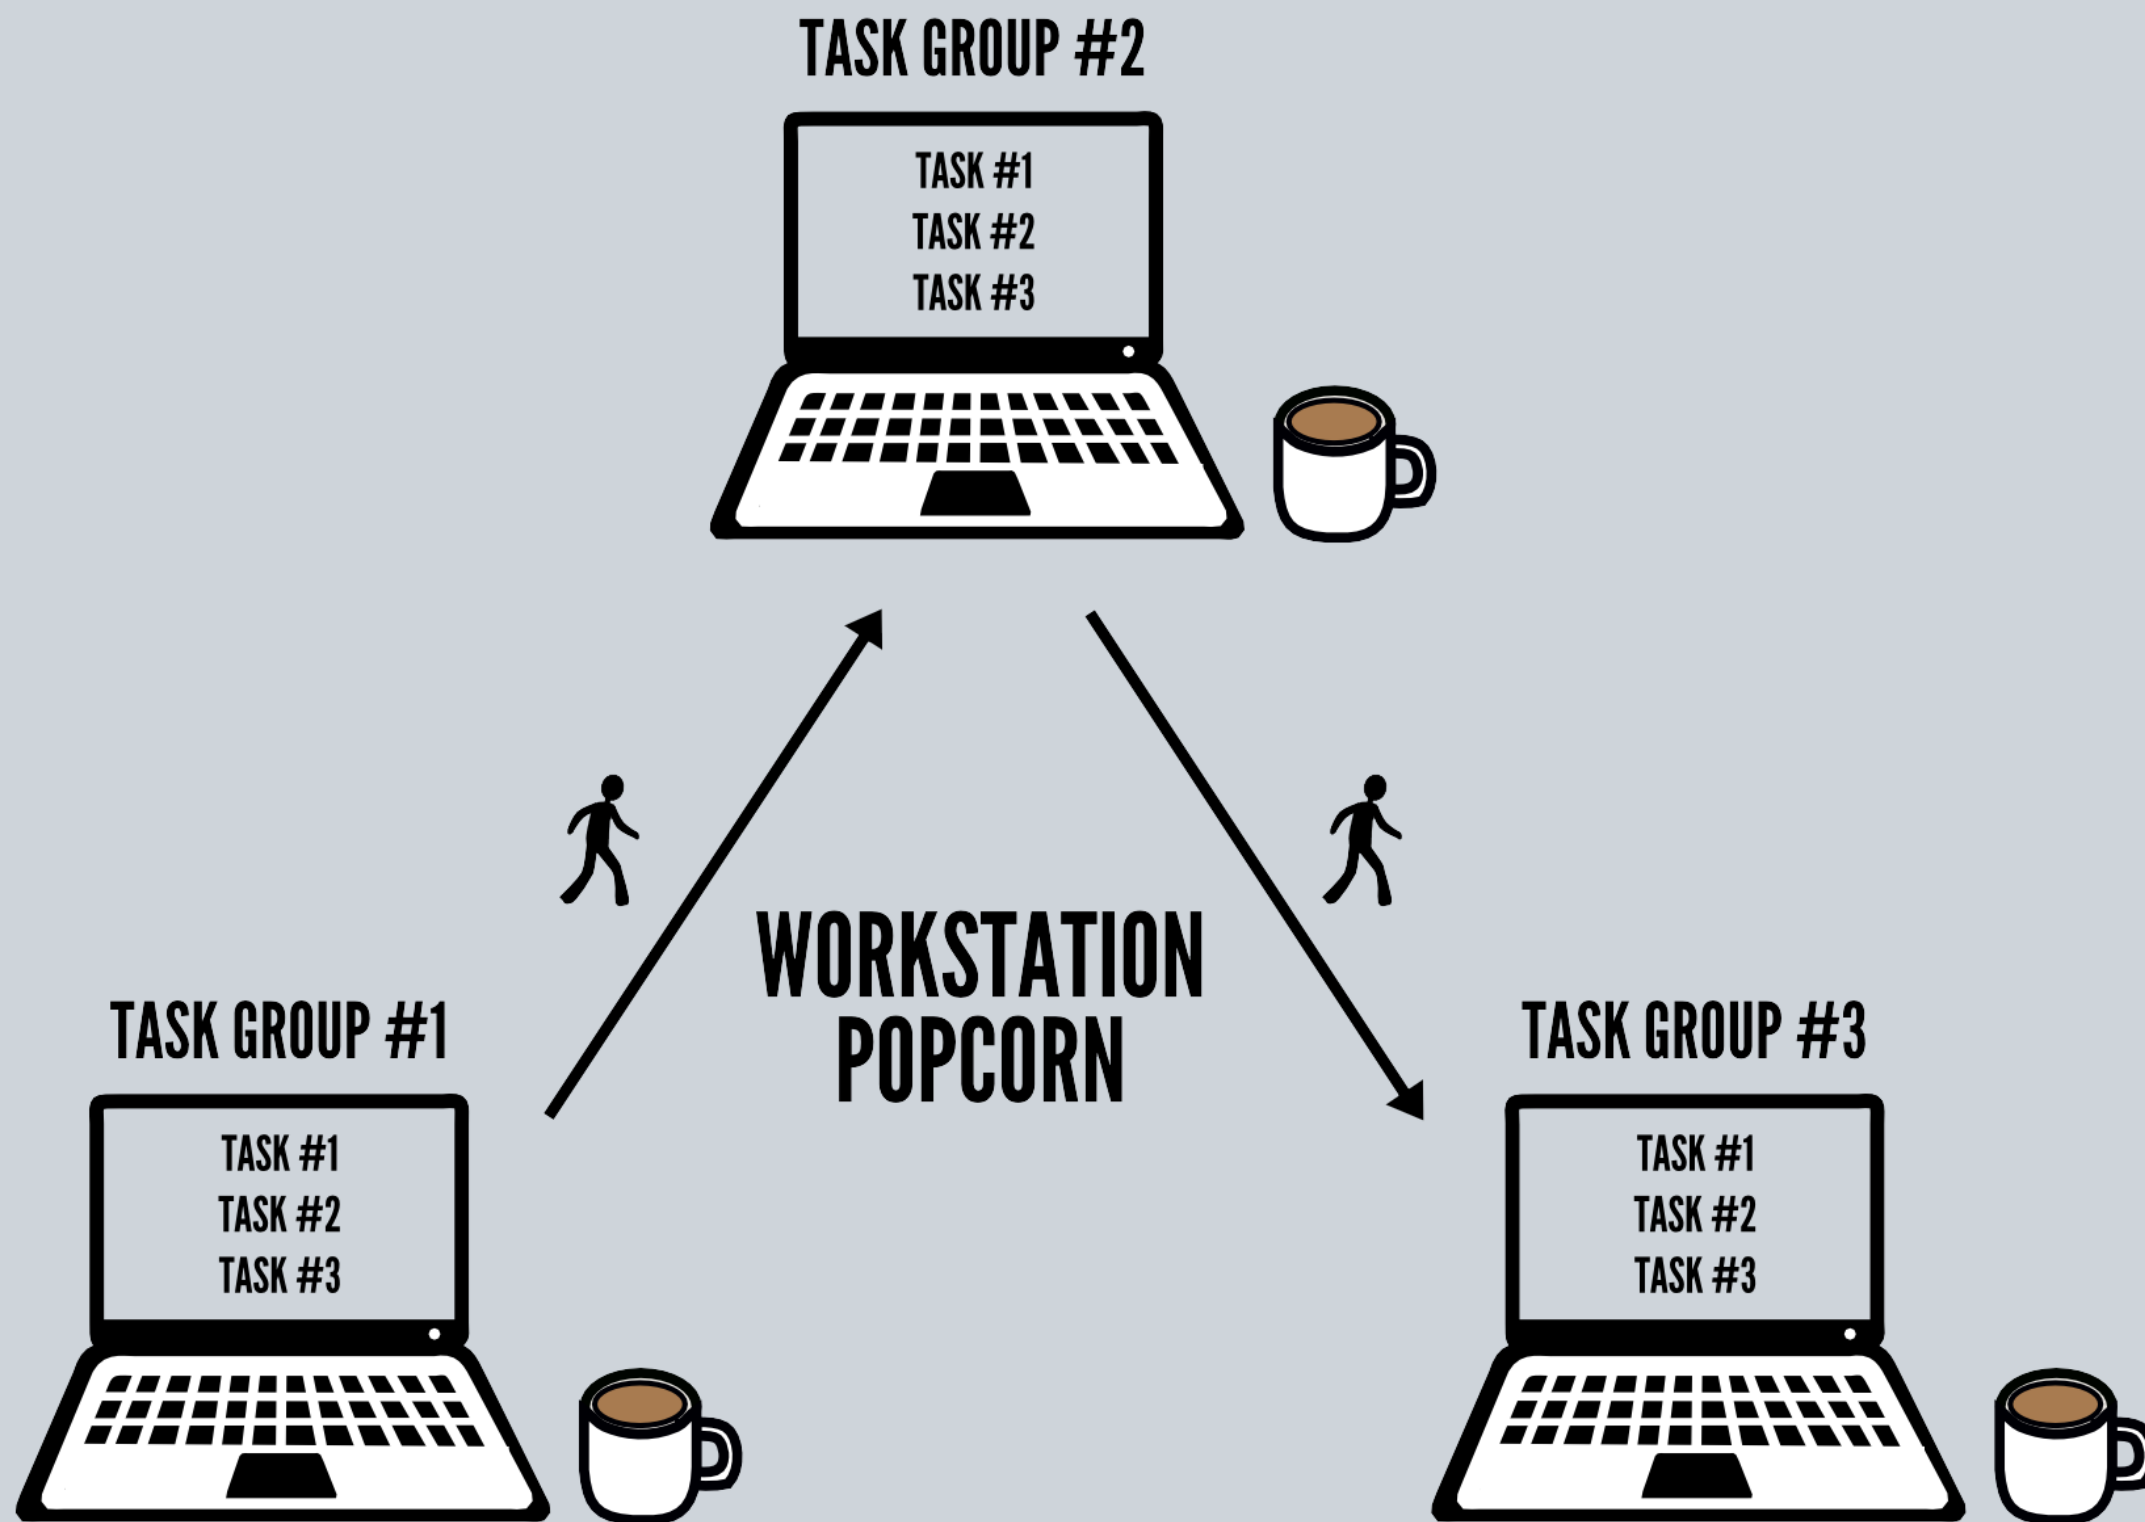 TASK GROUP #2
TASK #1
TASK #2
TASK #3
WORKSTATION
POPCORN
TASK GROUP #1
TASK #1
TASK #2
TASK #3
TASK GROUP #3
TASK #1
TASK #2
TASK #3